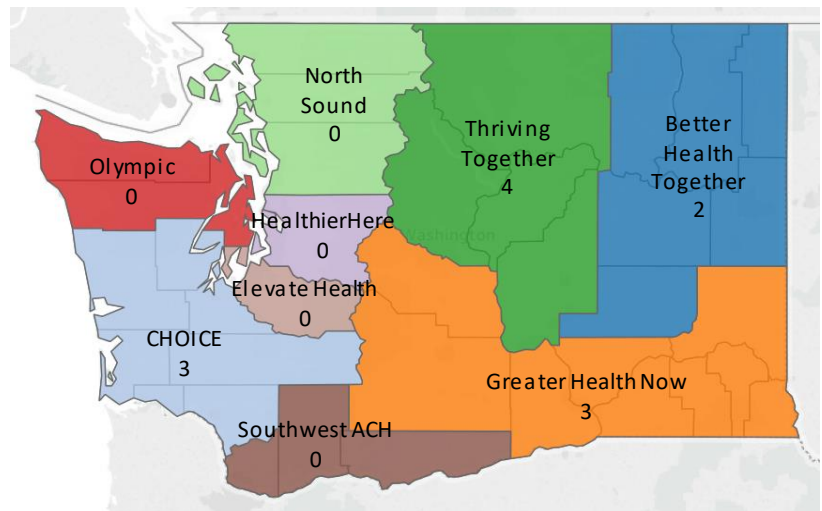 North
Sound
0
Thriving
Together
4
Better
Health
Together
2
Olympic
0
HealthierHere
0
Washington
Elevate Health
0
CHOICE
3
Greater Health Now
3
Southwest ACH
0